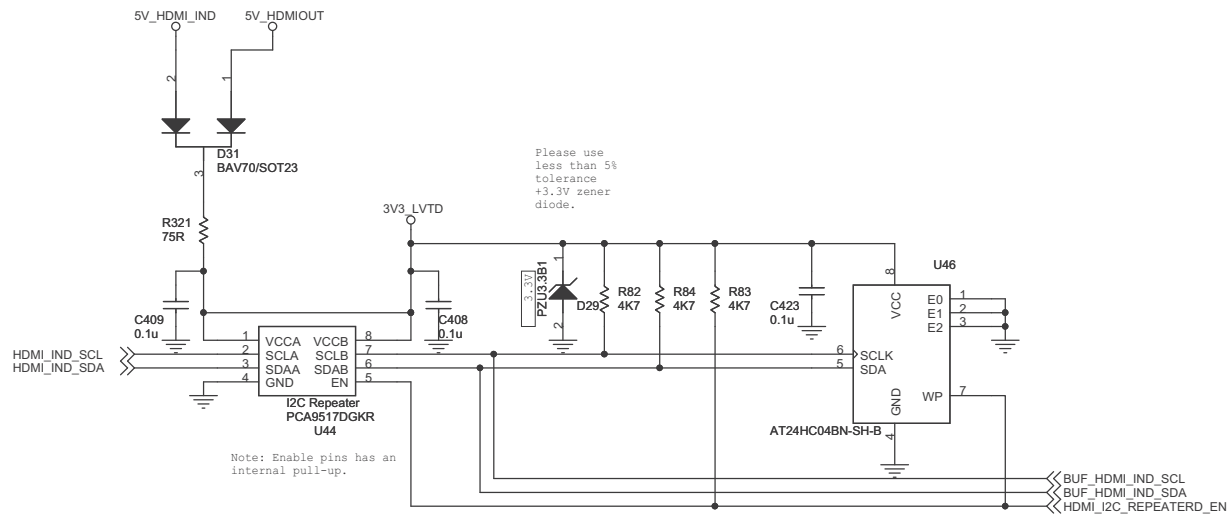 5V_HDMI_IND
5V_HDMIOUT
2
1
D31
BAV70/SOT23
3
Please use
less than 5%
tolerance
+3.3V zener
diode.
R321
75R
3V3_LVTD
3.3V
PZU3.3B1
1
2
D29
R82
4K7
R84
4K7
R83
4K7
C423
0.1u
8
U46
VCC
E0
E1
E2
1
2
3
C409
0.1u
C408
0.1u
HDMI_IND_SCL
HDMI_IND_SDA
1
2
3
4
VCCA
SCLA
SDAA
GND
VCCB
SCLB
SDAB
EN
8
7
6
5
I2C Repeater
PCA9517DGKR
U44
6
5
SCLK
SDA
GND
WP
7
4
AT24HC04BN-SH-B
Note: Enable pins has an
internal pull-up.
BUF_HDMI_IND_SCL
BUF_HDMI_IND_SDA
HDMI_I2C_REPEATERD_EN